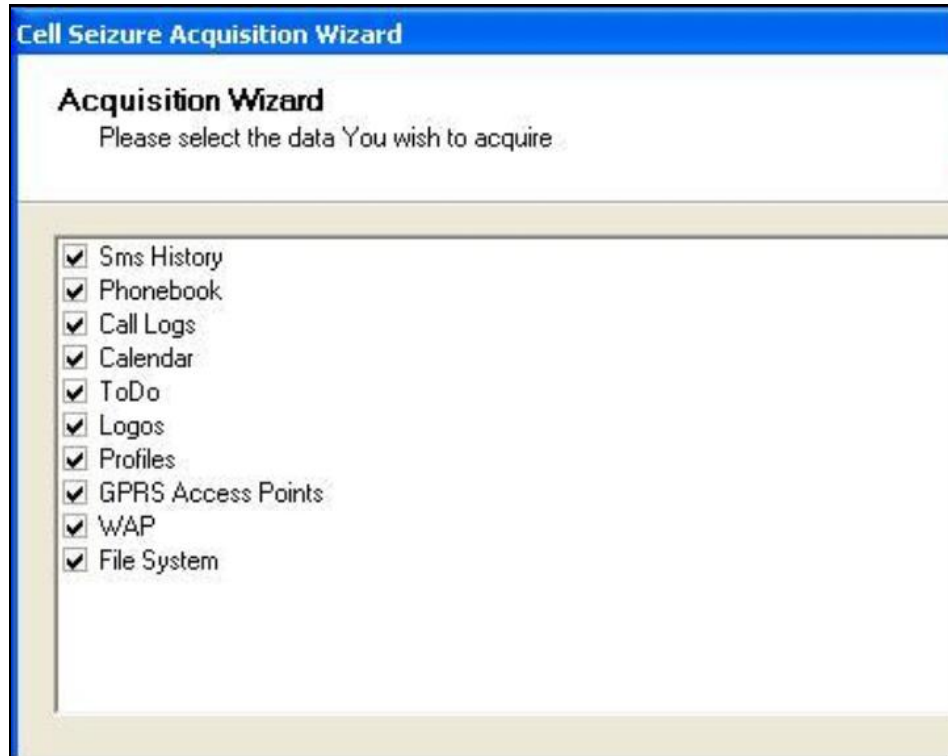 Cell Seizure Acquisition Wizard
Acquisition Wizard
Please select the data You wish to acquire
Sms History
Phonebook
Call Logs
Calendar
ToDo
Logos
Profiles
GPRS Access Points
WAP
File System